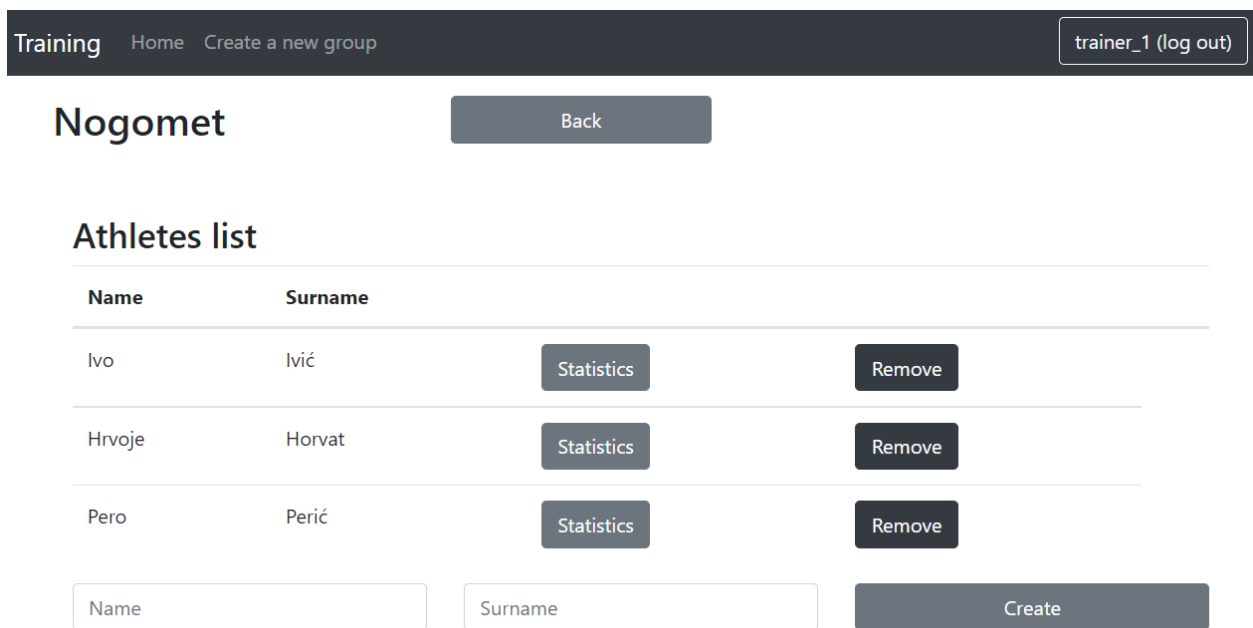 Training Home Create a new group trainer_1 (log out)
Nogomet Back
Athletes list
Name Surname
Ivo Ivić Statistics Remove
Hrvoje Horvat Statistics Remove
Pero Perić Statistics Remove
Name Surname Create